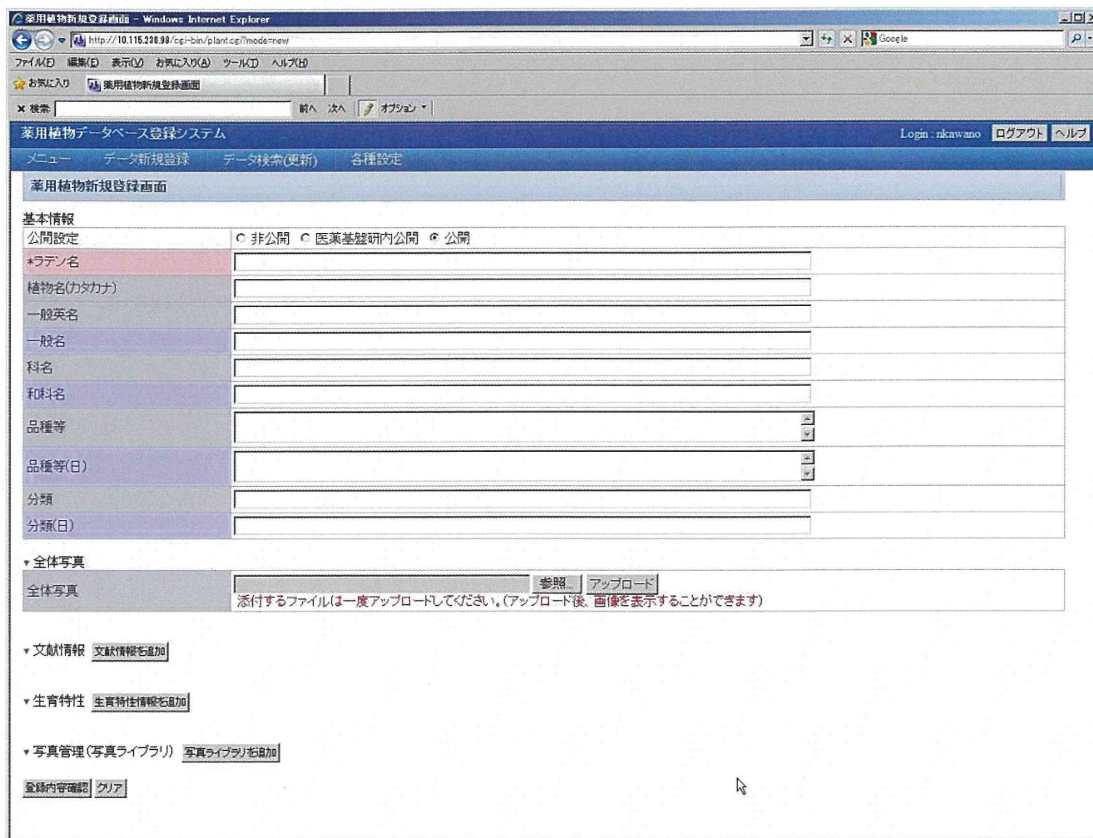 薬用植物新規登録画面 - Windows Internet Explorer
http://10.115.238.98/cgi-bin/plant.cgi?mode=new
Google
ファイル(F) 編集(E) 表示(V) お気に入り(A) ツール(T) ヘルプ(H)
お気に入り 薬用植物新規登録画面
× 検索: 前へ 次へ オプション
薬用植物データベース登録システム Login : nkawano ログアウト ヘルプ
メニュー データ新規登録 データ検索(更新) 各種設定
薬用植物新規登録画面
基本情報
公開設定 非公開 医薬基盤研内公開 公開
*ラテン名
植物名(カタカナ)
一般英名
一般名
科名
和科名
品種等
品種等(日)
分類
分類(日)
▼全体写真
全体写真 参照... アップロード
添付するファイルは一度アップロードしてください。(アップロード後、画像を表示することができます)
▼文献情報 文献情報を追加
▼生育特性 生育特性情報を追加
▼写真管理(写真ライブラリ) 写真ライブラリを追加
登録内容確認 クリア